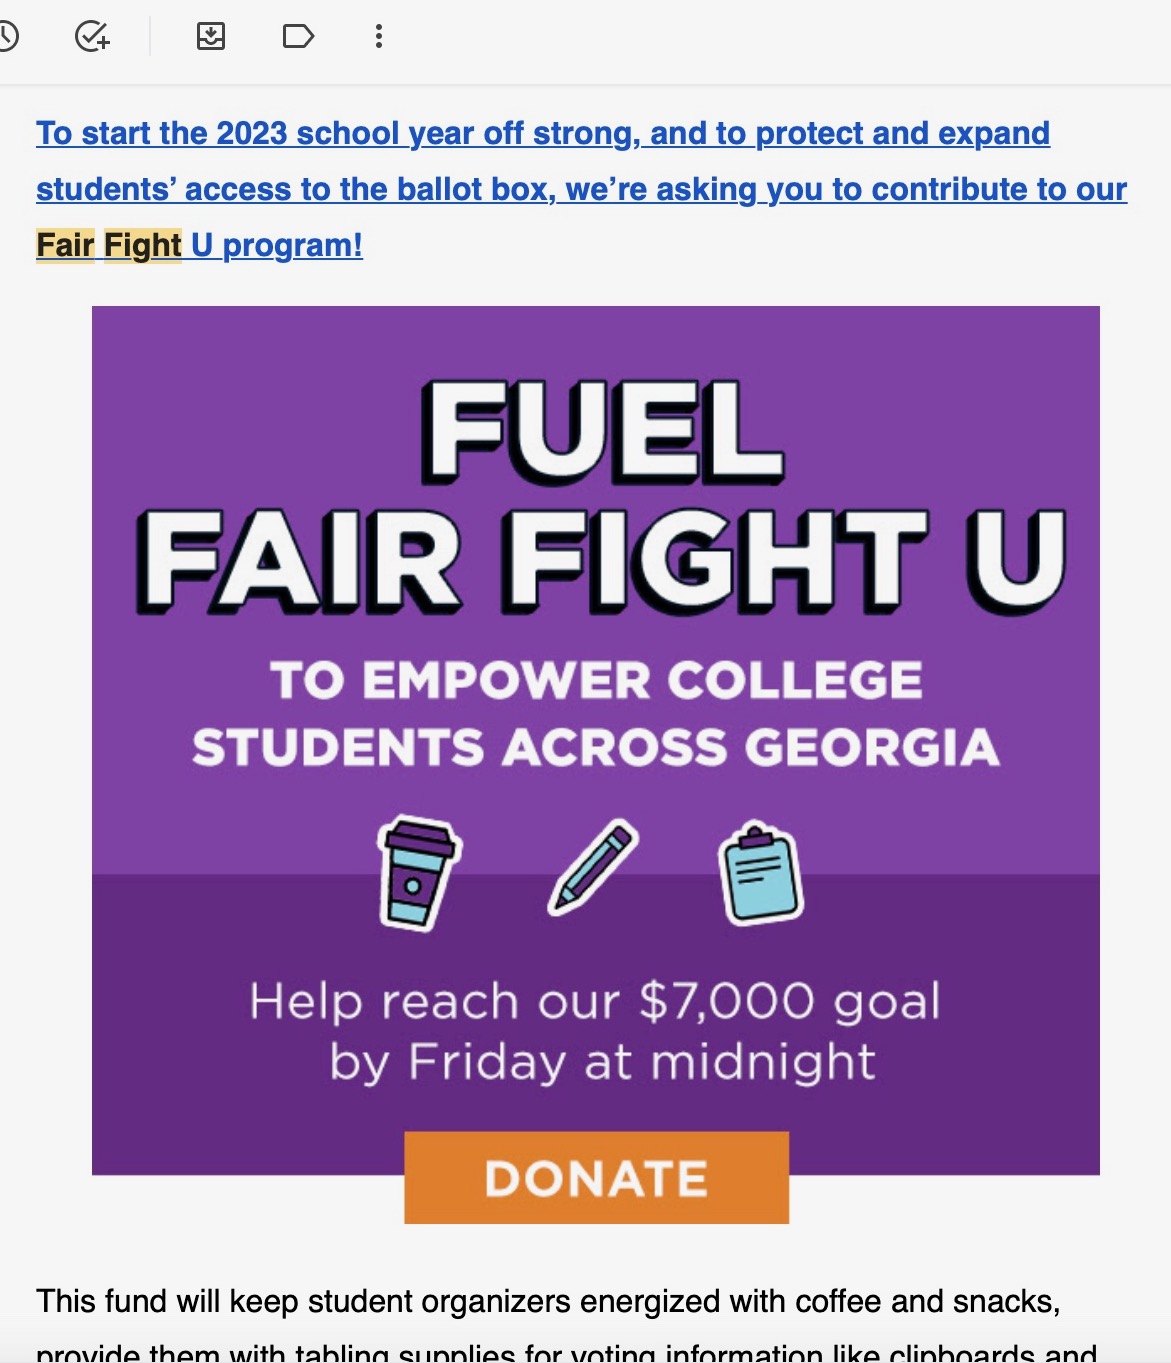 To start the 2023 school year off strong, and to protect and expand
students’ access to the ballot box, we’re asking you to contribute to our
Fair Fight U program!
FUEL
FAIR FIGHT U
TO EMPOWER COLLEGE
STUDENTS ACROSS GEORGIA
Help reach our $7,000 goal
by Friday at midnight
DONATE
This fund will keep student organizers energized with coffee and snacks,
provide them with tabling supplies for voting information like clipboards and